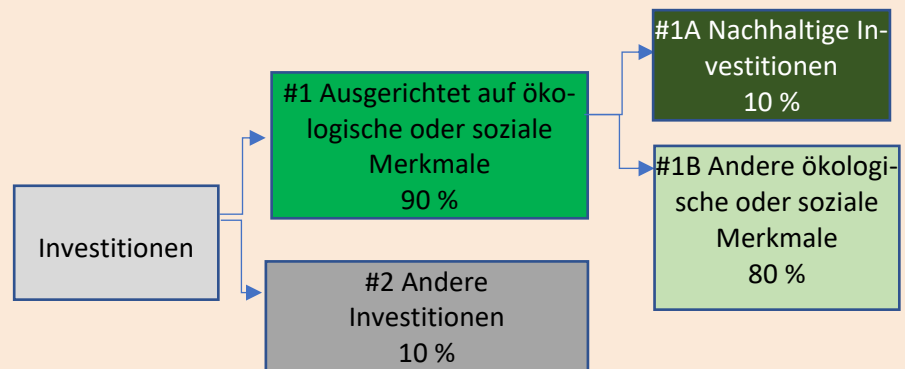 Investitionen
#1 Ausgerichtet auf öko-
logische oder soziale
Merkmale
90 %
#2 Andere
Investitionen
10 %
#1A Nachhaltige In-
vestitionen
10 %
#1B Andere ökologi-
sche oder soziale
Merkmale
80 %